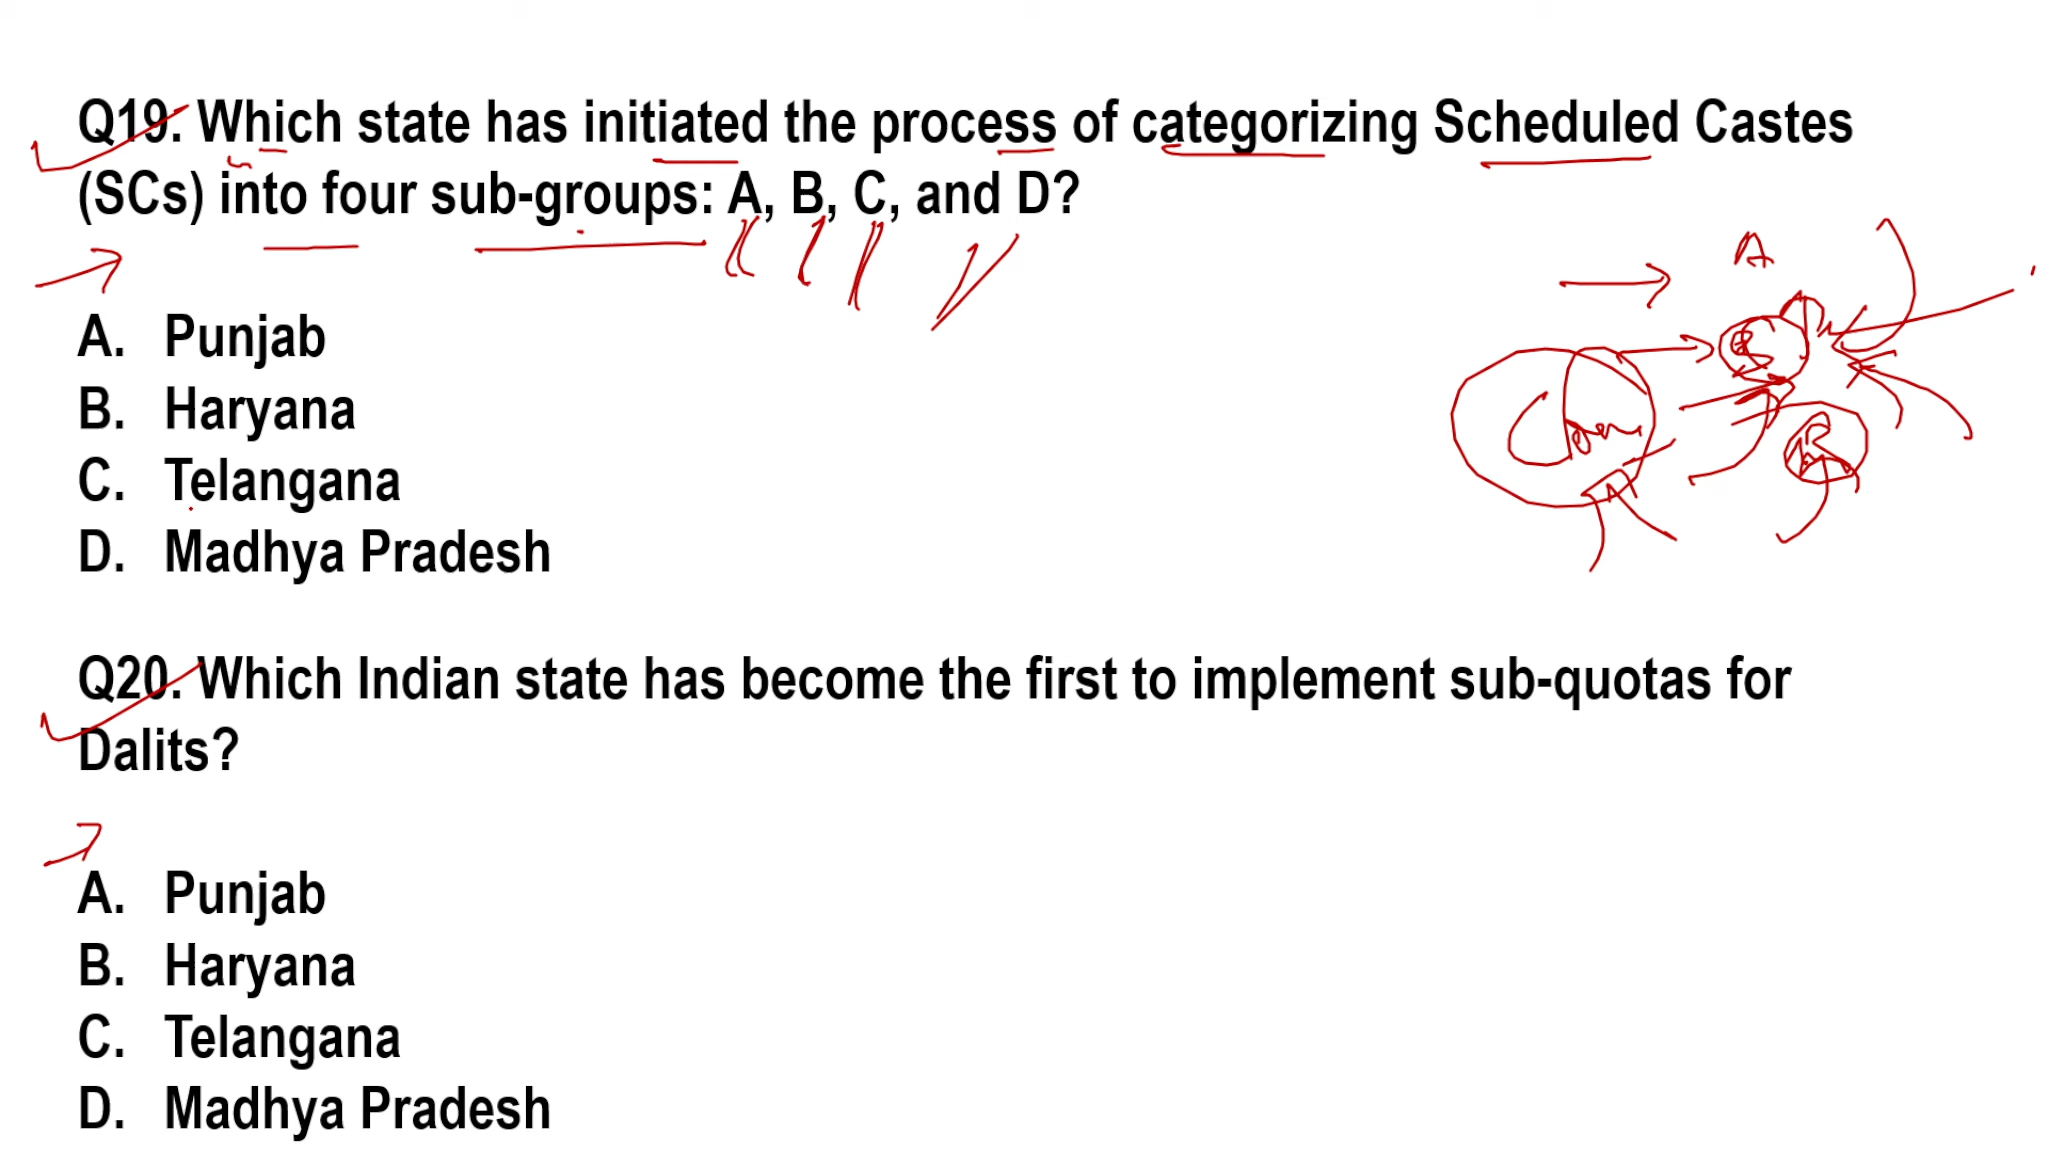 Q19. Which state has initiated the process of categorizing Scheduled Castes
(SCs) into four sub-groups: A, B, C, and D?
A. Punjab
B. Haryana
C. Telangana
D. Madhya Pradesh
A
Q20. Which Indian state has become the first to implement sub-quotas for
Dalits?
A. Punjab
B. Haryana
C. Telangana
D. Madhya Pradesh